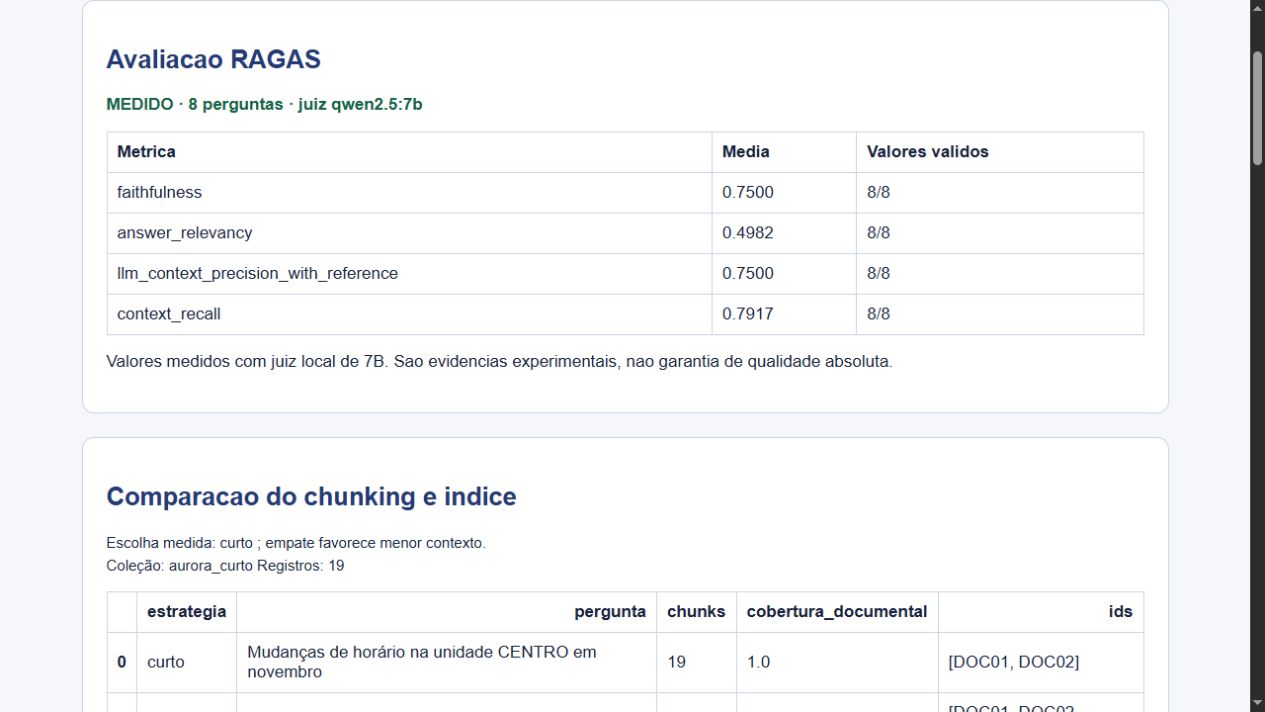 Avaliacao RAGAS
MEDIDO · 8 perguntas · juiz qwen2.5:7b
Metrica Media Valores validos
faithfulness 0.7500 8/8
answer_relevancy 0.4982 8/8
llm_context_precision_with_reference 0.7500 8/8
context_recall 0.7917 8/8
Valores medidos com juiz local de 7B. Sao evidencias experimentais, nao garantia de qualidade absoluta.
Comparacao do chunking e indice
Escolha medida: curto ; empate favorece menor contexto.
Coleção: aurora_curto Registros: 19
estrategia pergunta chunks cobertura_documental ids
0 curto Mudanças de horário na unidade CENTRO em novembro 19 1.0 [DOC01, DOC02]
[DOC01, DOC02,